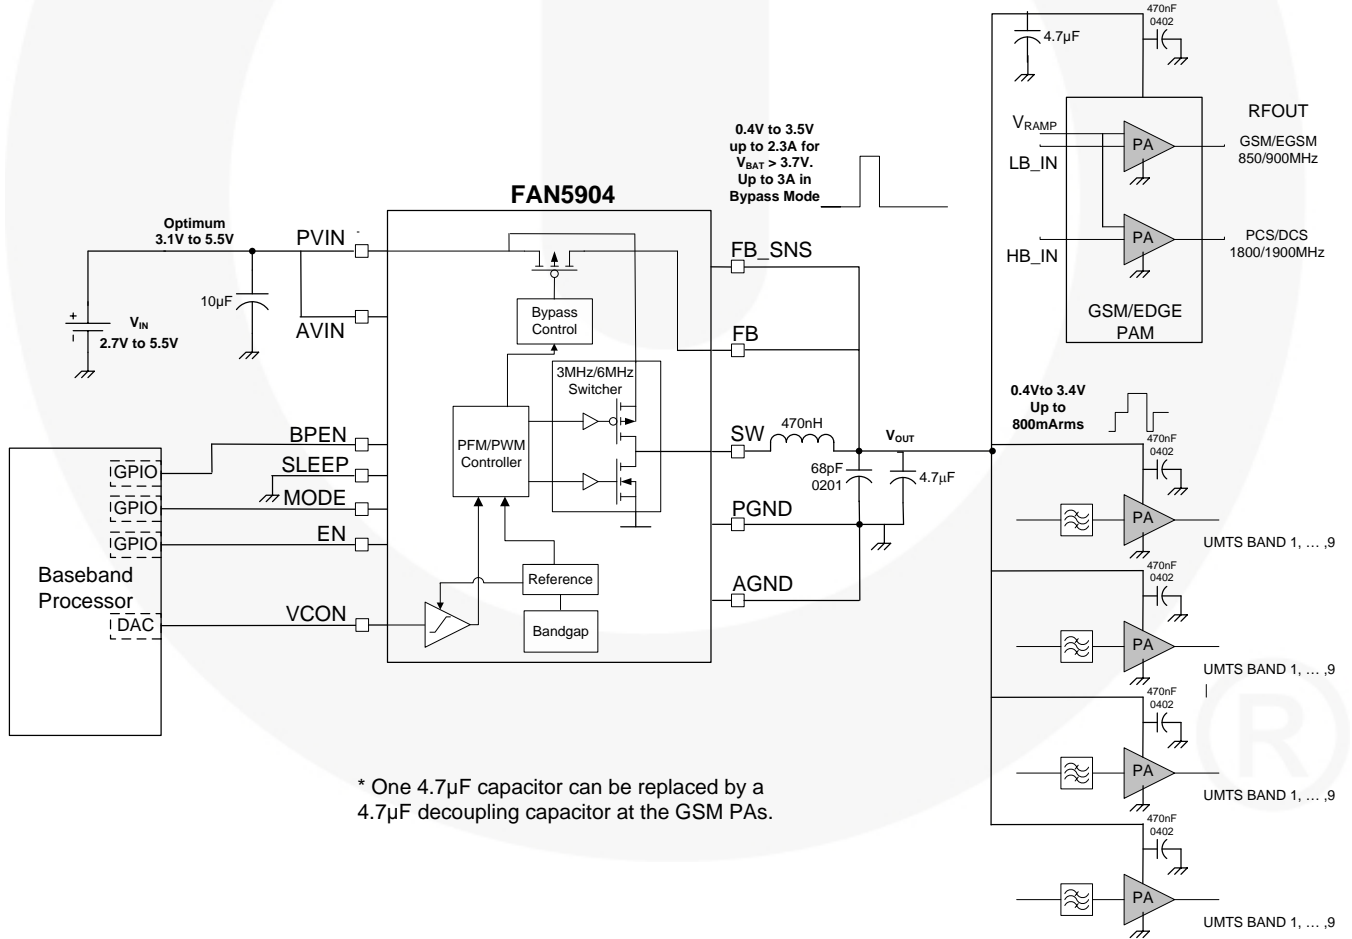 470nF
0402
4.7µF
RFOUT
VRAMP
PA
GSM/EGSM
850/900MHz
LB_IN
PA
PCS/DCS
1800/1900MHz
HB_IN
GSM/EDGE
PAM
0.4V to 3.5V
up to 2.3A for
VBAT > 3.7V.
Up to 3A in
Bypass Mode
FAN5904
Optimum
3.1V to 5.5V
PVIN
10µF
AVIN
+
VIN
2.7V to 5.5V
Bypass
Control
FB_SNS
FB
3MHz/6MHz
Switcher
PFM/PWM
Controller
SW
470nH
VOUT
68pF
0201
4.7µF
PGND
AGND
Reference
Bandgap
BPEN
SLEEP
MODE
EN
VCON
GPIO
GPIO
GPIO
Baseband
Processor
DAC
0.4Vto 3.4V
Up to
800mArms
470nF
0402
PA
UMTS BAND 1, … ,9
470nF
0402
PA
UMTS BAND 1, … ,9
470nF
0402
PA
UMTS BAND 1, … ,9
470nF
0402
PA
UMTS BAND 1, … ,9
* One 4.7µF capacitor can be replaced by a
4.7µF decoupling capacitor at the GSM PAs.
®